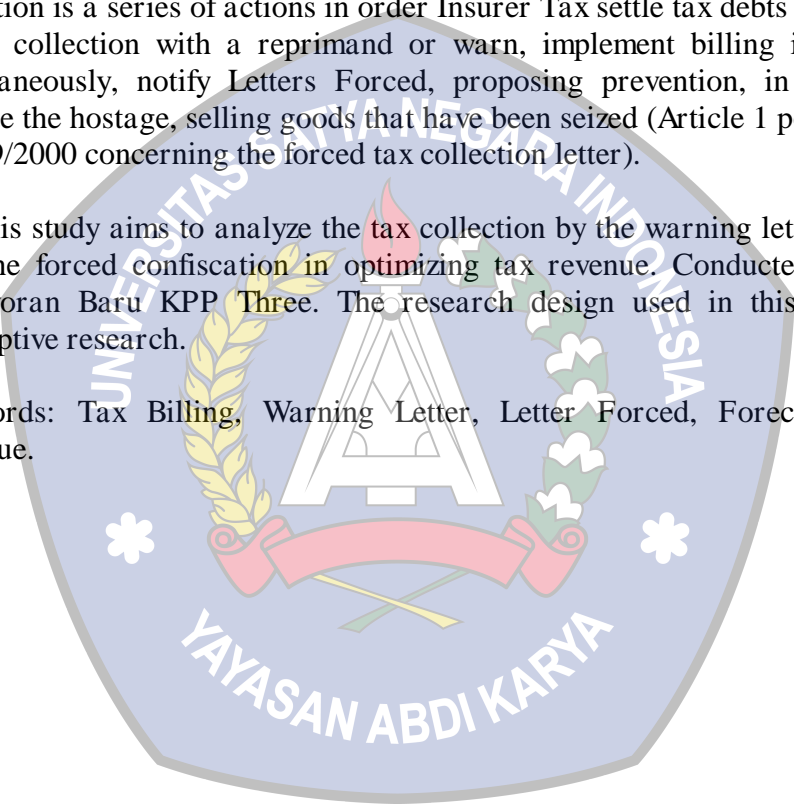 tion is a series of actions in order Insurer Tax settle tax debts
collection with a reprimand or warn, implement billing i
aneously, notify Letters Forced, proposing prevention, in
e the hostage, selling goods that have been seized (Article 1 p
9/2000 concerning the forced tax collection letter).
is study aims to analyze the tax collection by the warning let
he forced confiscation in optimizing tax revenue. Conducte
yoran Baru KPP Three. The research design used in this
ptive research.
ords: Tax Billing, Warning Letter, Letter Forced, Forec
ue.
UNIVERSITAS SATYA NEGARA INDONESIA
YAYASAN ABDI KARYA